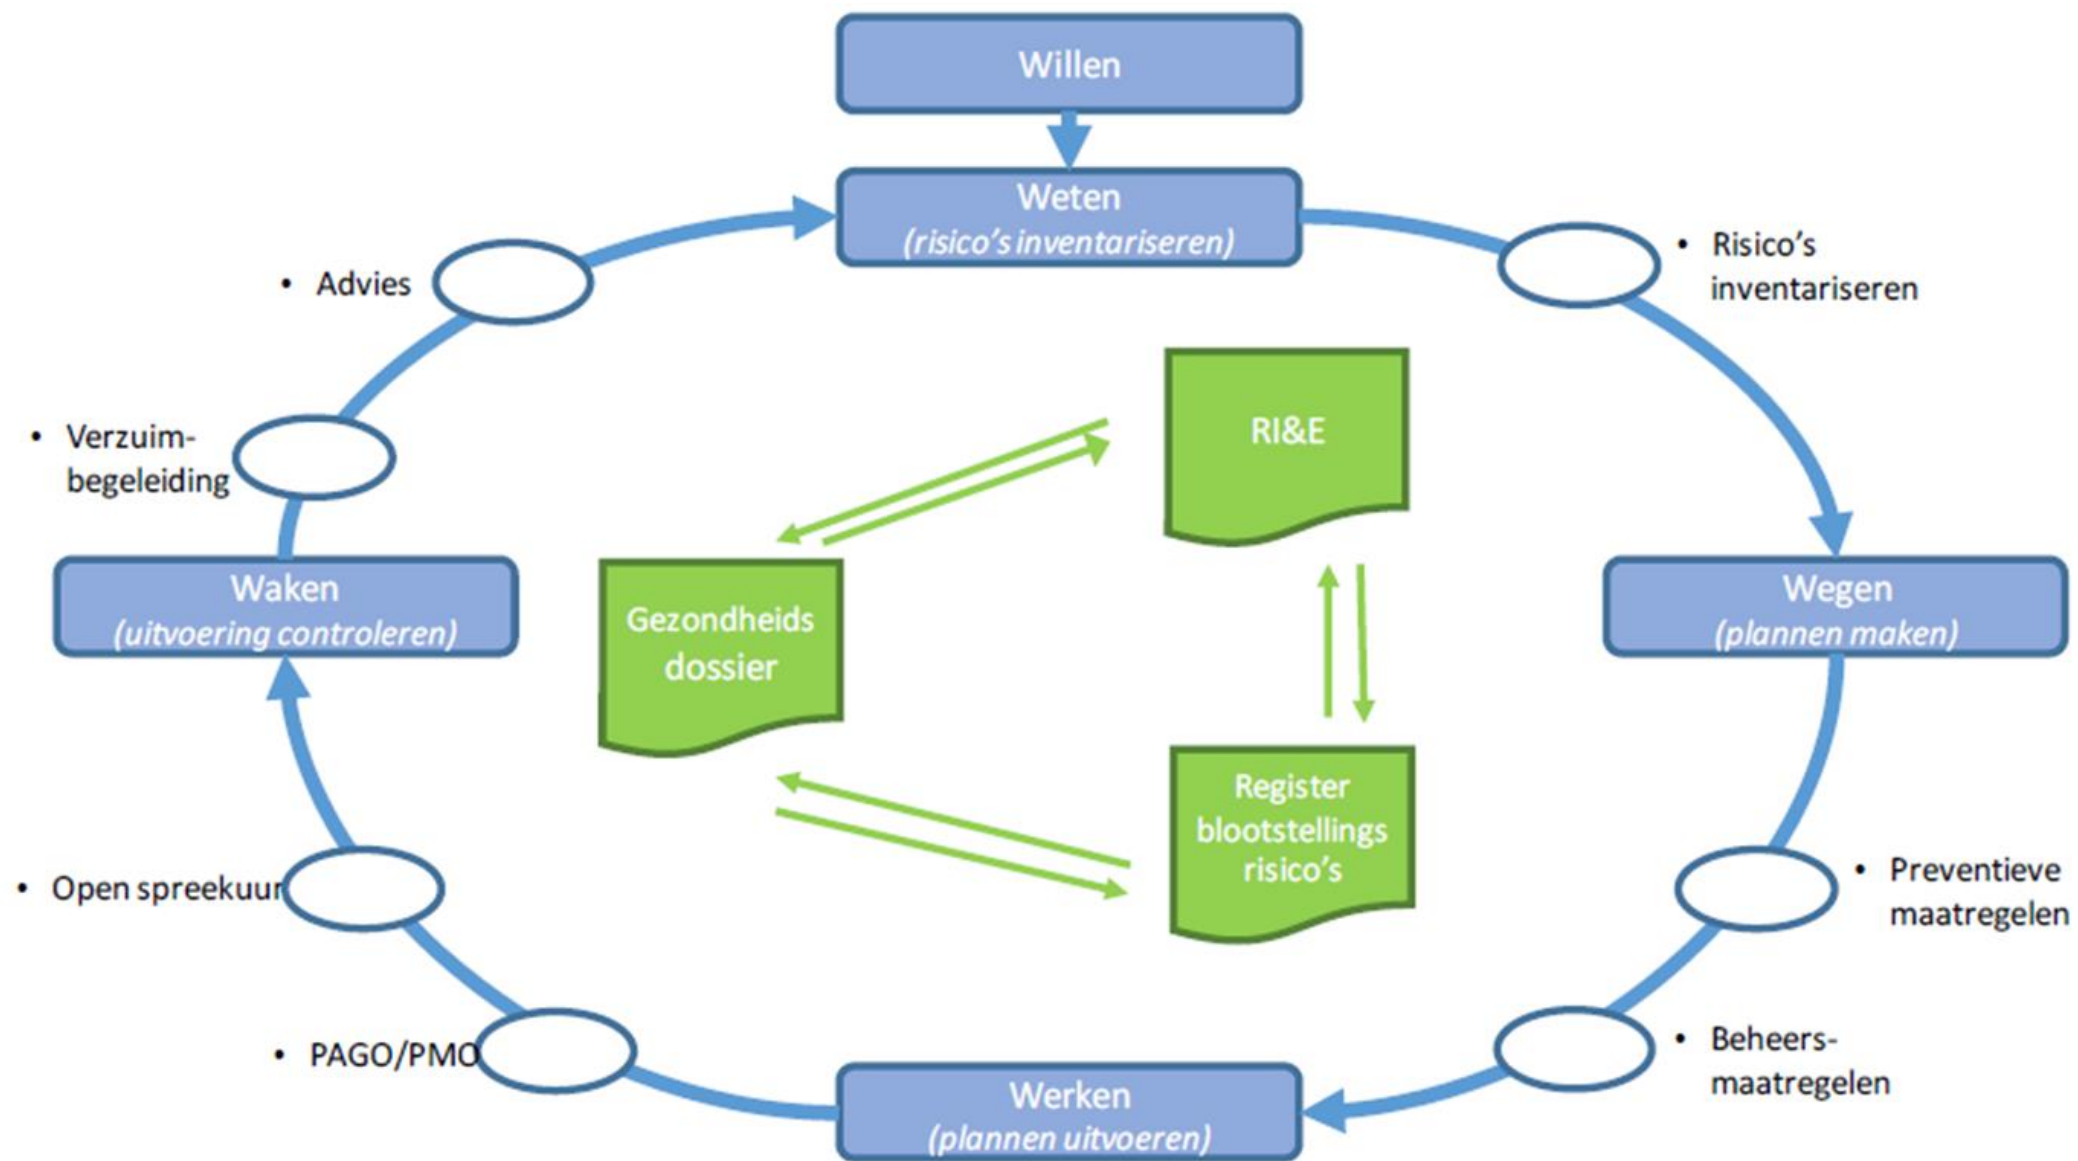 Willen
Weten
(risico's inventariseren)
• Risico's
inventariseren
• Advies
RI&E
• Verzuim-
begeleiding
Waken
(uitvoering controleren)
Gezondheids
dossier
Wegen
(plannen maken)
Register
blootstellings
risico's
• Open spreekuur
• Preventieve
maatregelen
• PAGO/PMO
• Beheers-
maatregelen
Werken
(plannen uitvoeren)